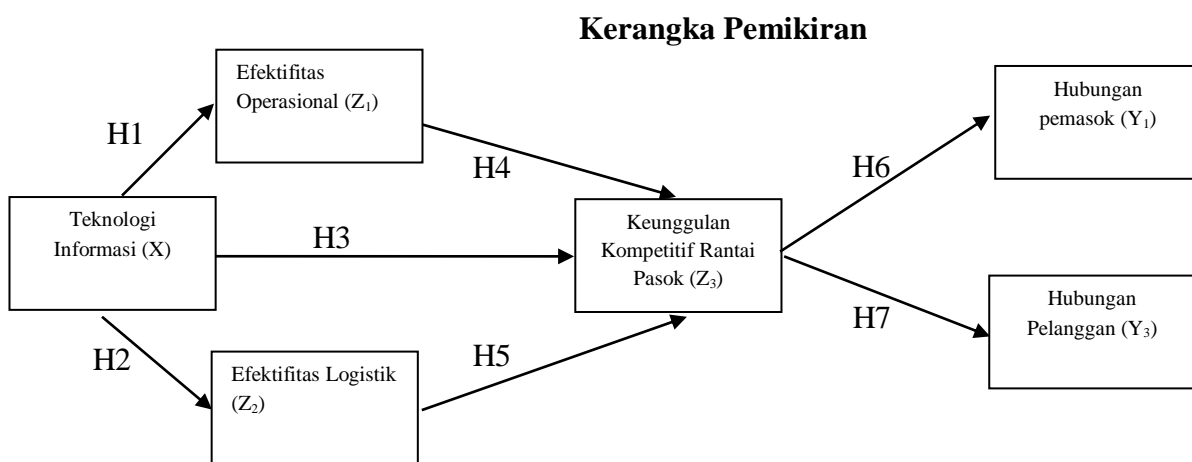 Kerangka Pemikiran
Efektifitas
Operasional (Z₁)
Hubungan
pemasok (Y₁)
H1
H4
H6
Teknologi
Informasi (X)
H3
Keunggulan
Kompetitif Rantai
Pasok (Z₃)
Hubungan
Pelanggan (Y₃)
H7
H2
H5
Efektifitas Logistik
(Z₂)